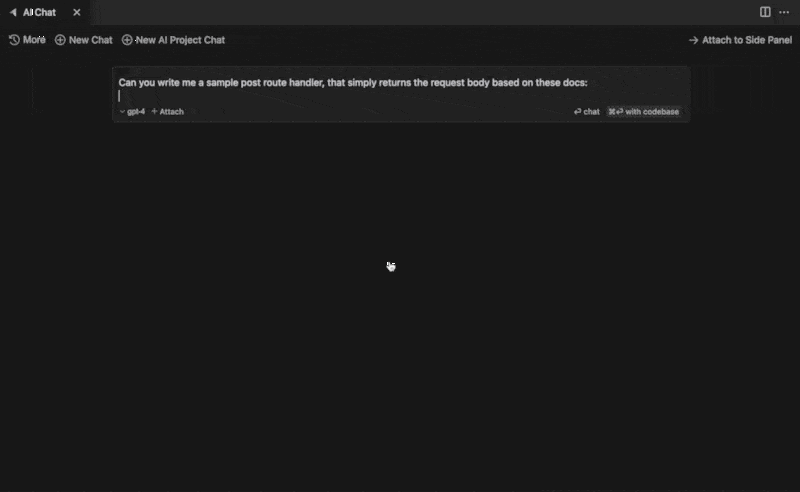 AI Chat
More New Chat New AI Project Chat Attach to Side Panel
Can you write me a sample post route handler, that simply returns the request body based on these docs:
gpt-4 + Attach ⏎ chat ⌘⏎ with codebase